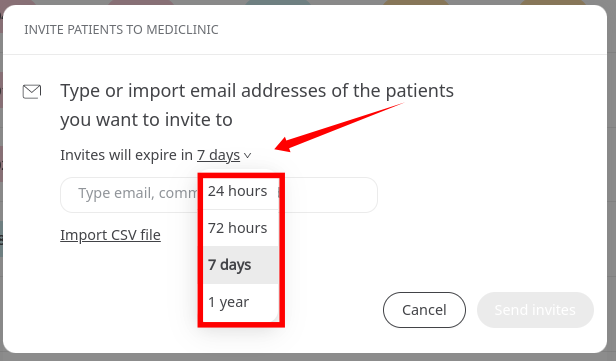 INVITE PATIENTS TO MEDICLINIC
Type or import email addresses of the patients
you want to invite to
Invites will expire in 7 days
Type email, comm
24 hours
72 hours
7 days
1 year
Import CSV file
Cancel
Send invites